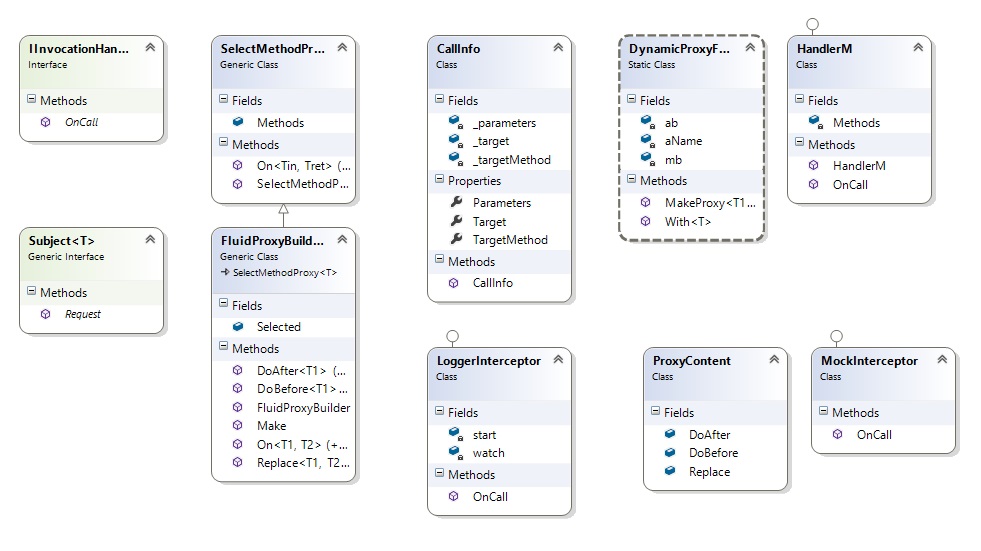 IInvocationHan...
Interface
Methods
OnCall
SelectMethodPr...
Generic Class
Fields
Methods
Methods
On<Tin, Tret> (...
SelectMethodP...
CallInfo
Class
Fields
_parameters
_target
_targetMethod
Properties
Parameters
Target
TargetMethod
Methods
CallInfo
DynamicProxyF...
Static Class
Fields
ab
aName
mb
Methods
MakeProxy<T1...
With<T>
HandlerM
Class
Fields
Methods
Methods
HandlerM
OnCall
Subject<T>
Generic Interface
Methods
Request
FluidProxyBuild...
Generic Class
SelectMethodProxy<T>
Fields
Selected
Methods
DoAfter<T1> (...
DoBefore<T1>...
FluidProxyBuilder
Make
On<T1, T2> (+...
Replace<T1, T2...
LoggerInterceptor
Class
Fields
start
watch
Methods
OnCall
ProxyContent
Class
Fields
DoAfter
DoBefore
Replace
MockInterceptor
Class
Methods
OnCall